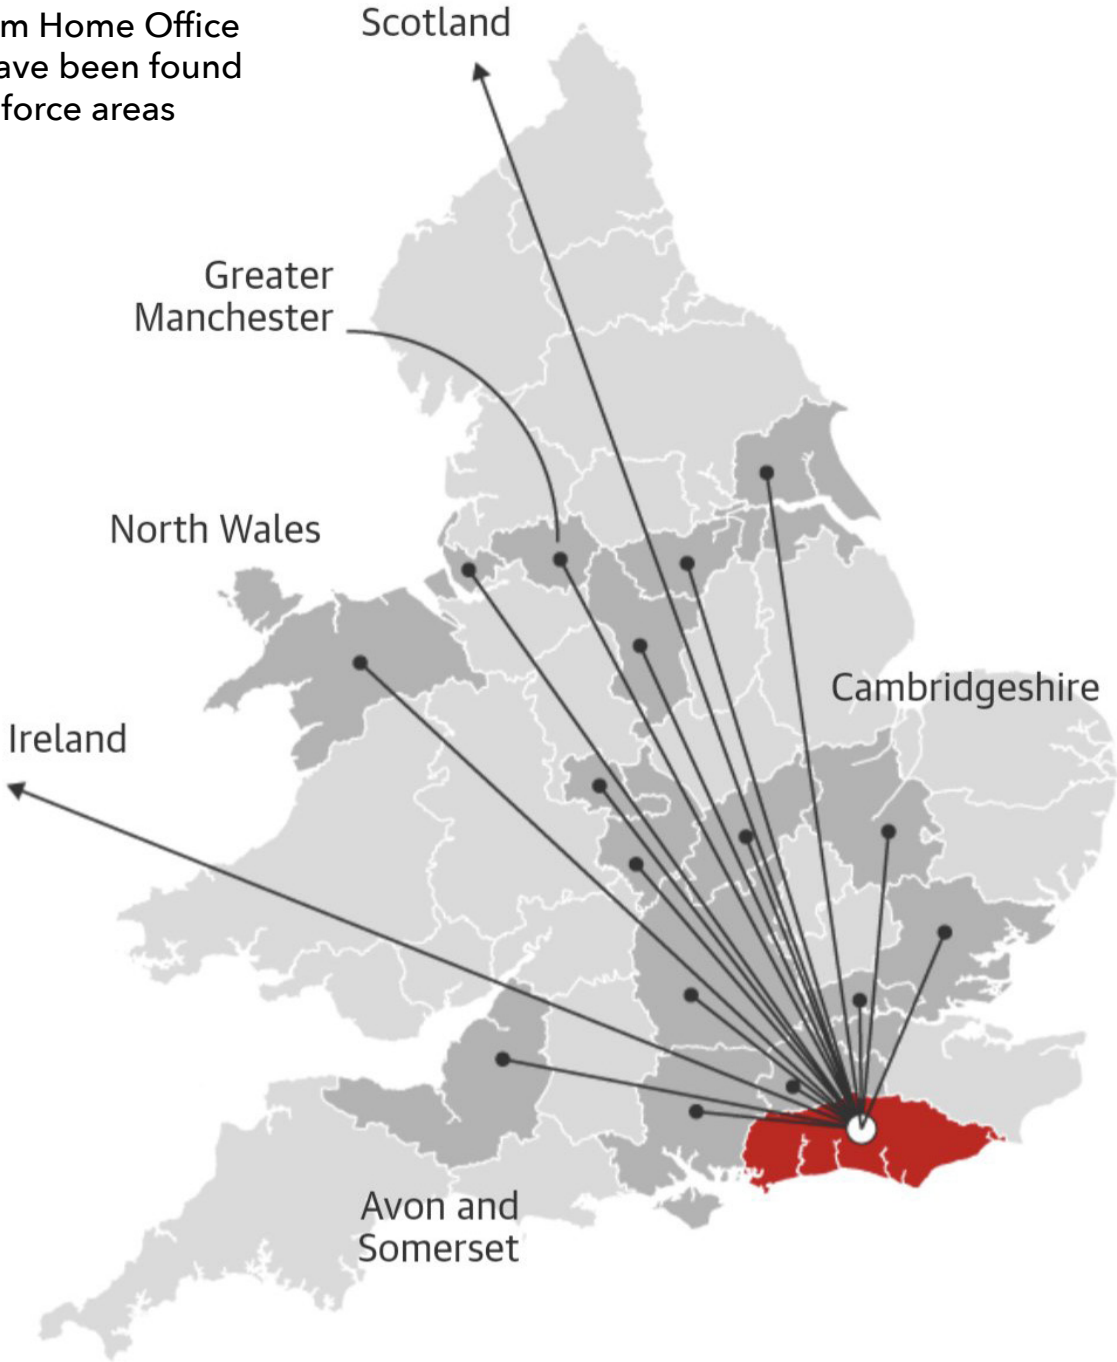 m Home Office
ave been found
force areas
Scotland
Greater
Manchester
North Wales
Cambridgeshire
Ireland
Avon and
Somerset